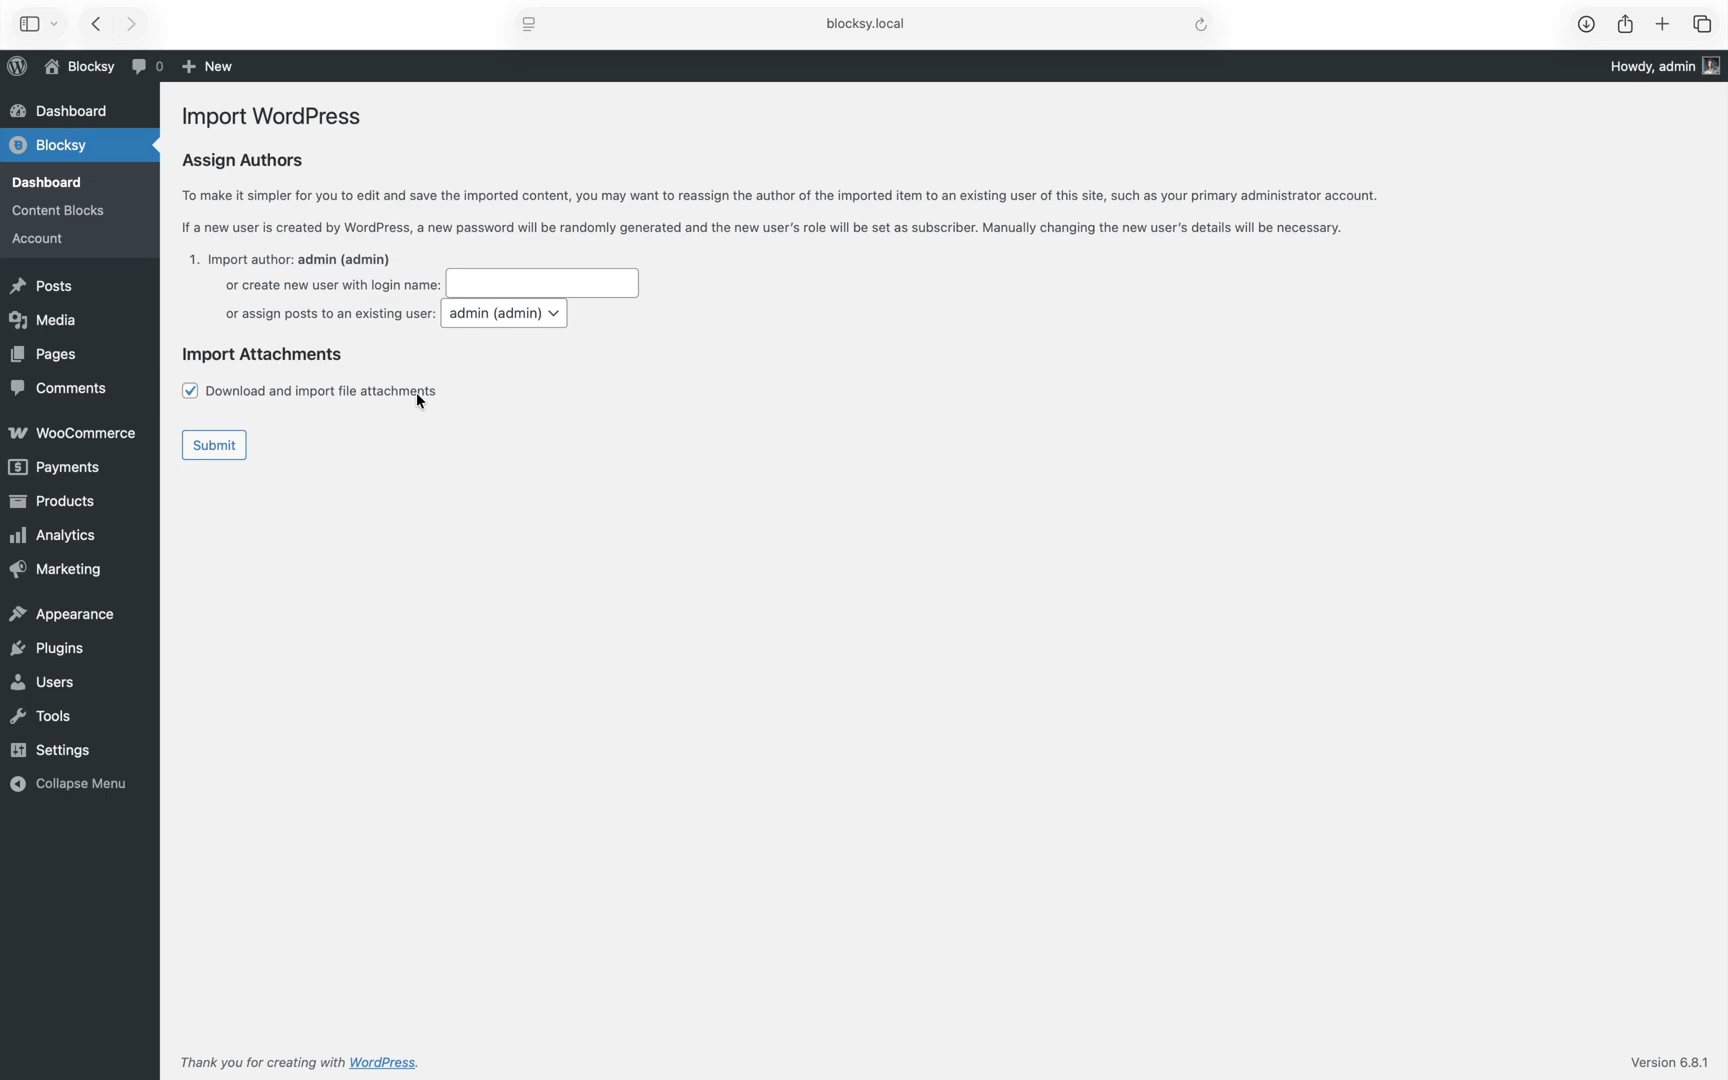 blocksy.local
Blocksy 0 New Howdy, admin
Dashboard
Blocksy
Dashboard
Content Blocks
Account
Posts
Media
Pages
Comments
WooCommerce
Payments
Products
Analytics
Marketing
Appearance
Plugins
Users
Tools
Settings
Collapse Menu
Import WordPress
Assign Authors
To make it simpler for you to edit and save the imported content, you may want to reassign the author of the imported item to an existing user of this site, such as your primary administrator account.
If a new user is created by WordPress, a new password will be randomly generated and the new user's role will be set as subscriber. Manually changing the new user's details will be necessary.
1. Import author: admin (admin)
or create new user with login name:
or assign posts to an existing user: admin (admin)
Import Attachments
Download and import file attachments
Submit
Thank you for creating with WordPress. Version 6.8.1